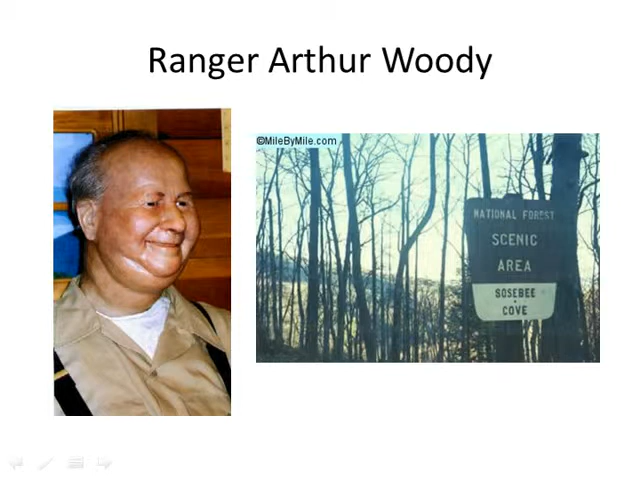 Ranger Arthur Woody
©MileByMile.com
NATIONAL FOREST
SCENIC
AREA
SOSEBEE
COVE